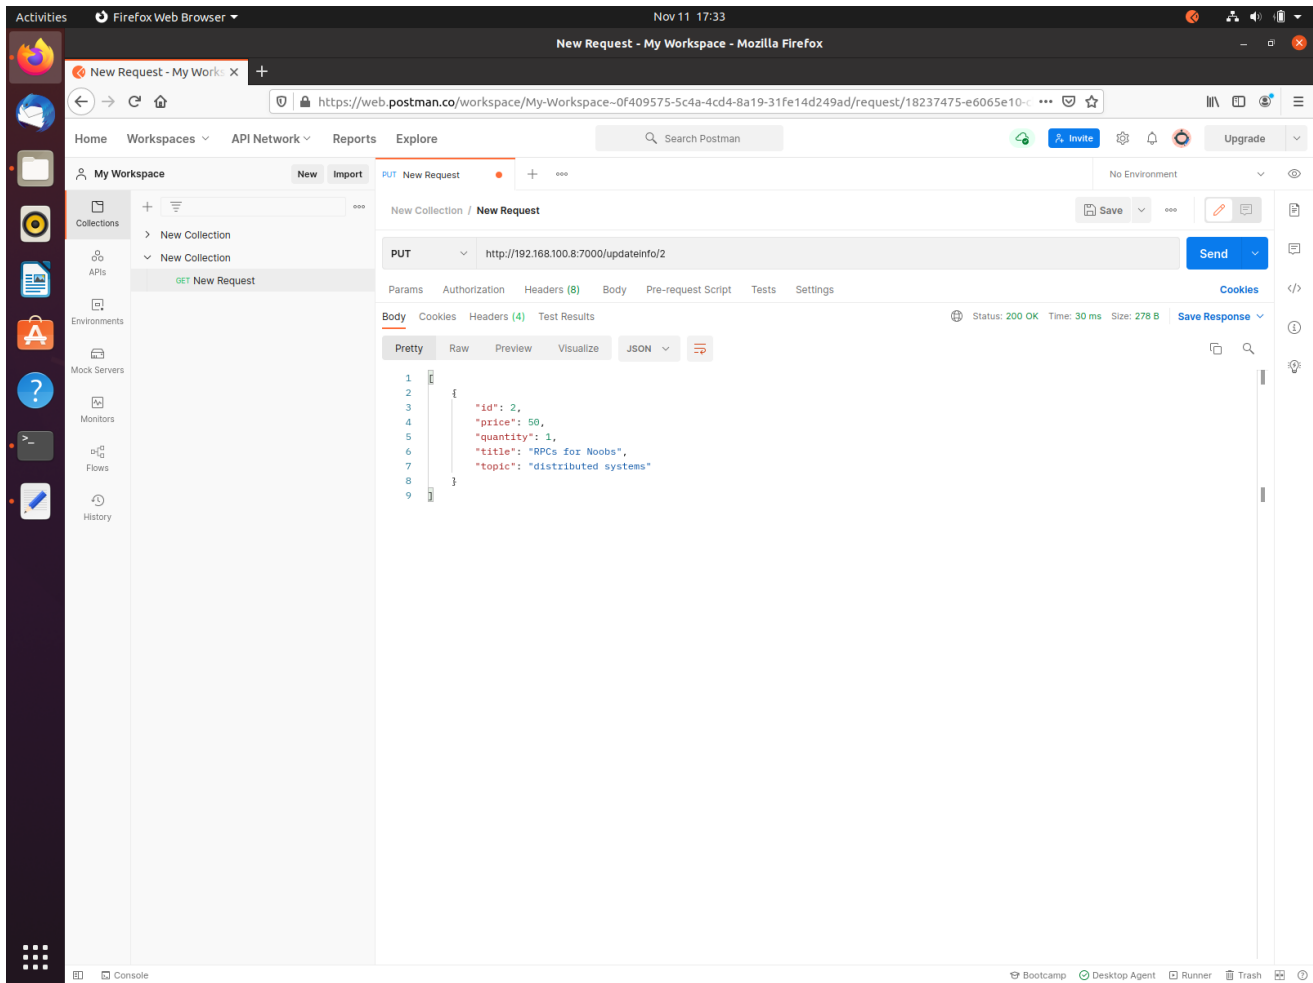 Activities Firefox Web Browser Nov 11 17:33
New Request - My Workspace - Mozilla Firefox
New Request - My Works
https://web.postman.co/workspace/My-Workspace~0f409575-5c4a-4cd4-8a19-31fe14d249ad/request/18237475-e6065e10-c
Home Workspaces API Network Reports Explore Search Postman Invite Upgrade
My Workspace New Import PUT New Request No Environment
Collections
New Collection / New Request Save
New Collection
New Collection
GET New Request
PUT http://192.168.100.8:7000/updateinfo/2 Send
APIs
Environments
Mock Servers
Monitors
Flows
History
Params Authorization Headers (8) Body Pre-request Script Tests Settings Cookies
Body Cookies Headers (4) Test Results Status: 200 OK Time: 30 ms Size: 278 B Save Response
Pretty Raw Preview Visualize JSON
1 [
2 {
3 "id": 2,
4 "price": 50,
5 "quantity": 1,
6 "title": "RPCs for Noobs",
7 "topic": "distributed systems"
8 }
9 ]
Console Bootcamp Desktop Agent Runner Trash